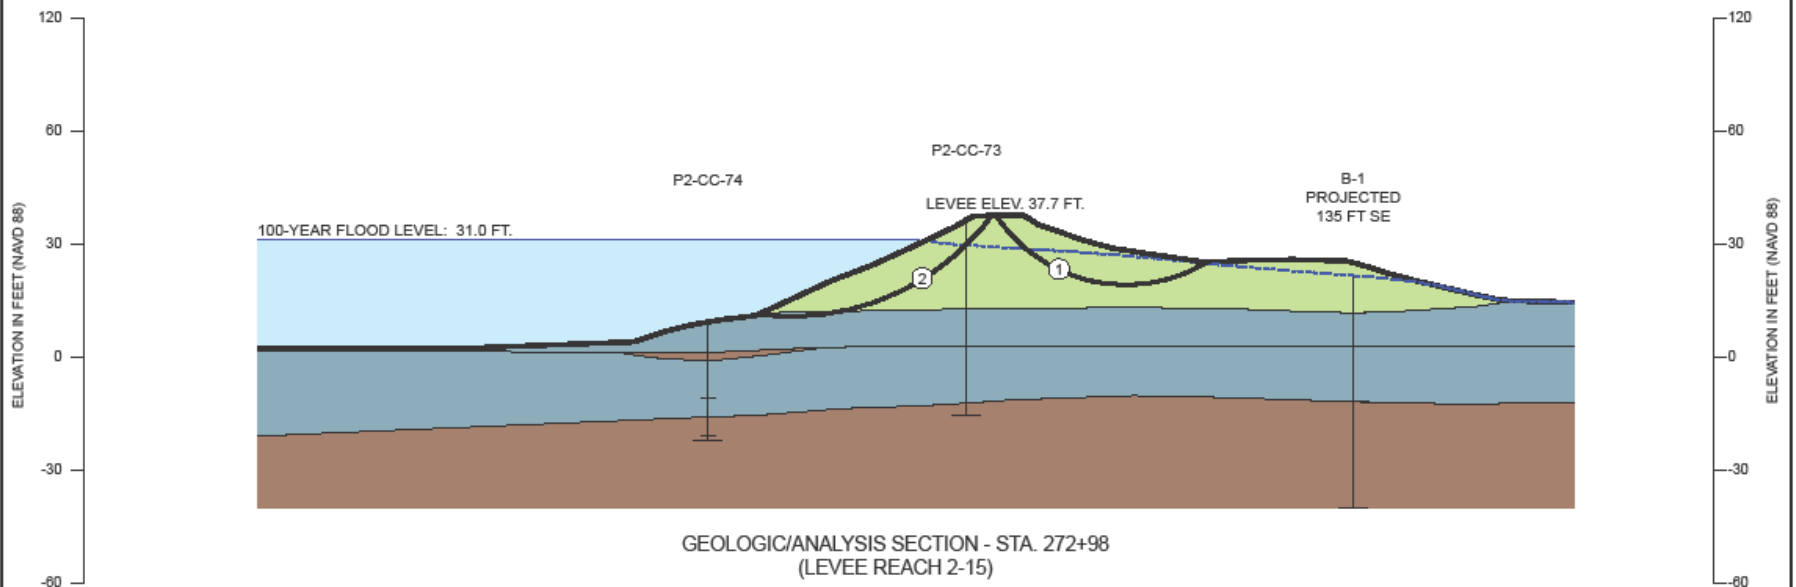 120
60
30
0
-30
-60
ELEVATION IN FEET (NAVD 88)
P2-CC-74
P2-CC-73
B-1
PROJECTED
135 FT SE
LEVEE ELEV. 37.7 FT.
100-YEAR FLOOD LEVEL: 31.0 FT.
2
1
120
60
30
0
-30
-60
ELEVATION IN FEET (NAVD 88)
GEOLOGIC/ANALYSIS SECTION - STA. 272+98
(LEVEE REACH 2-15)